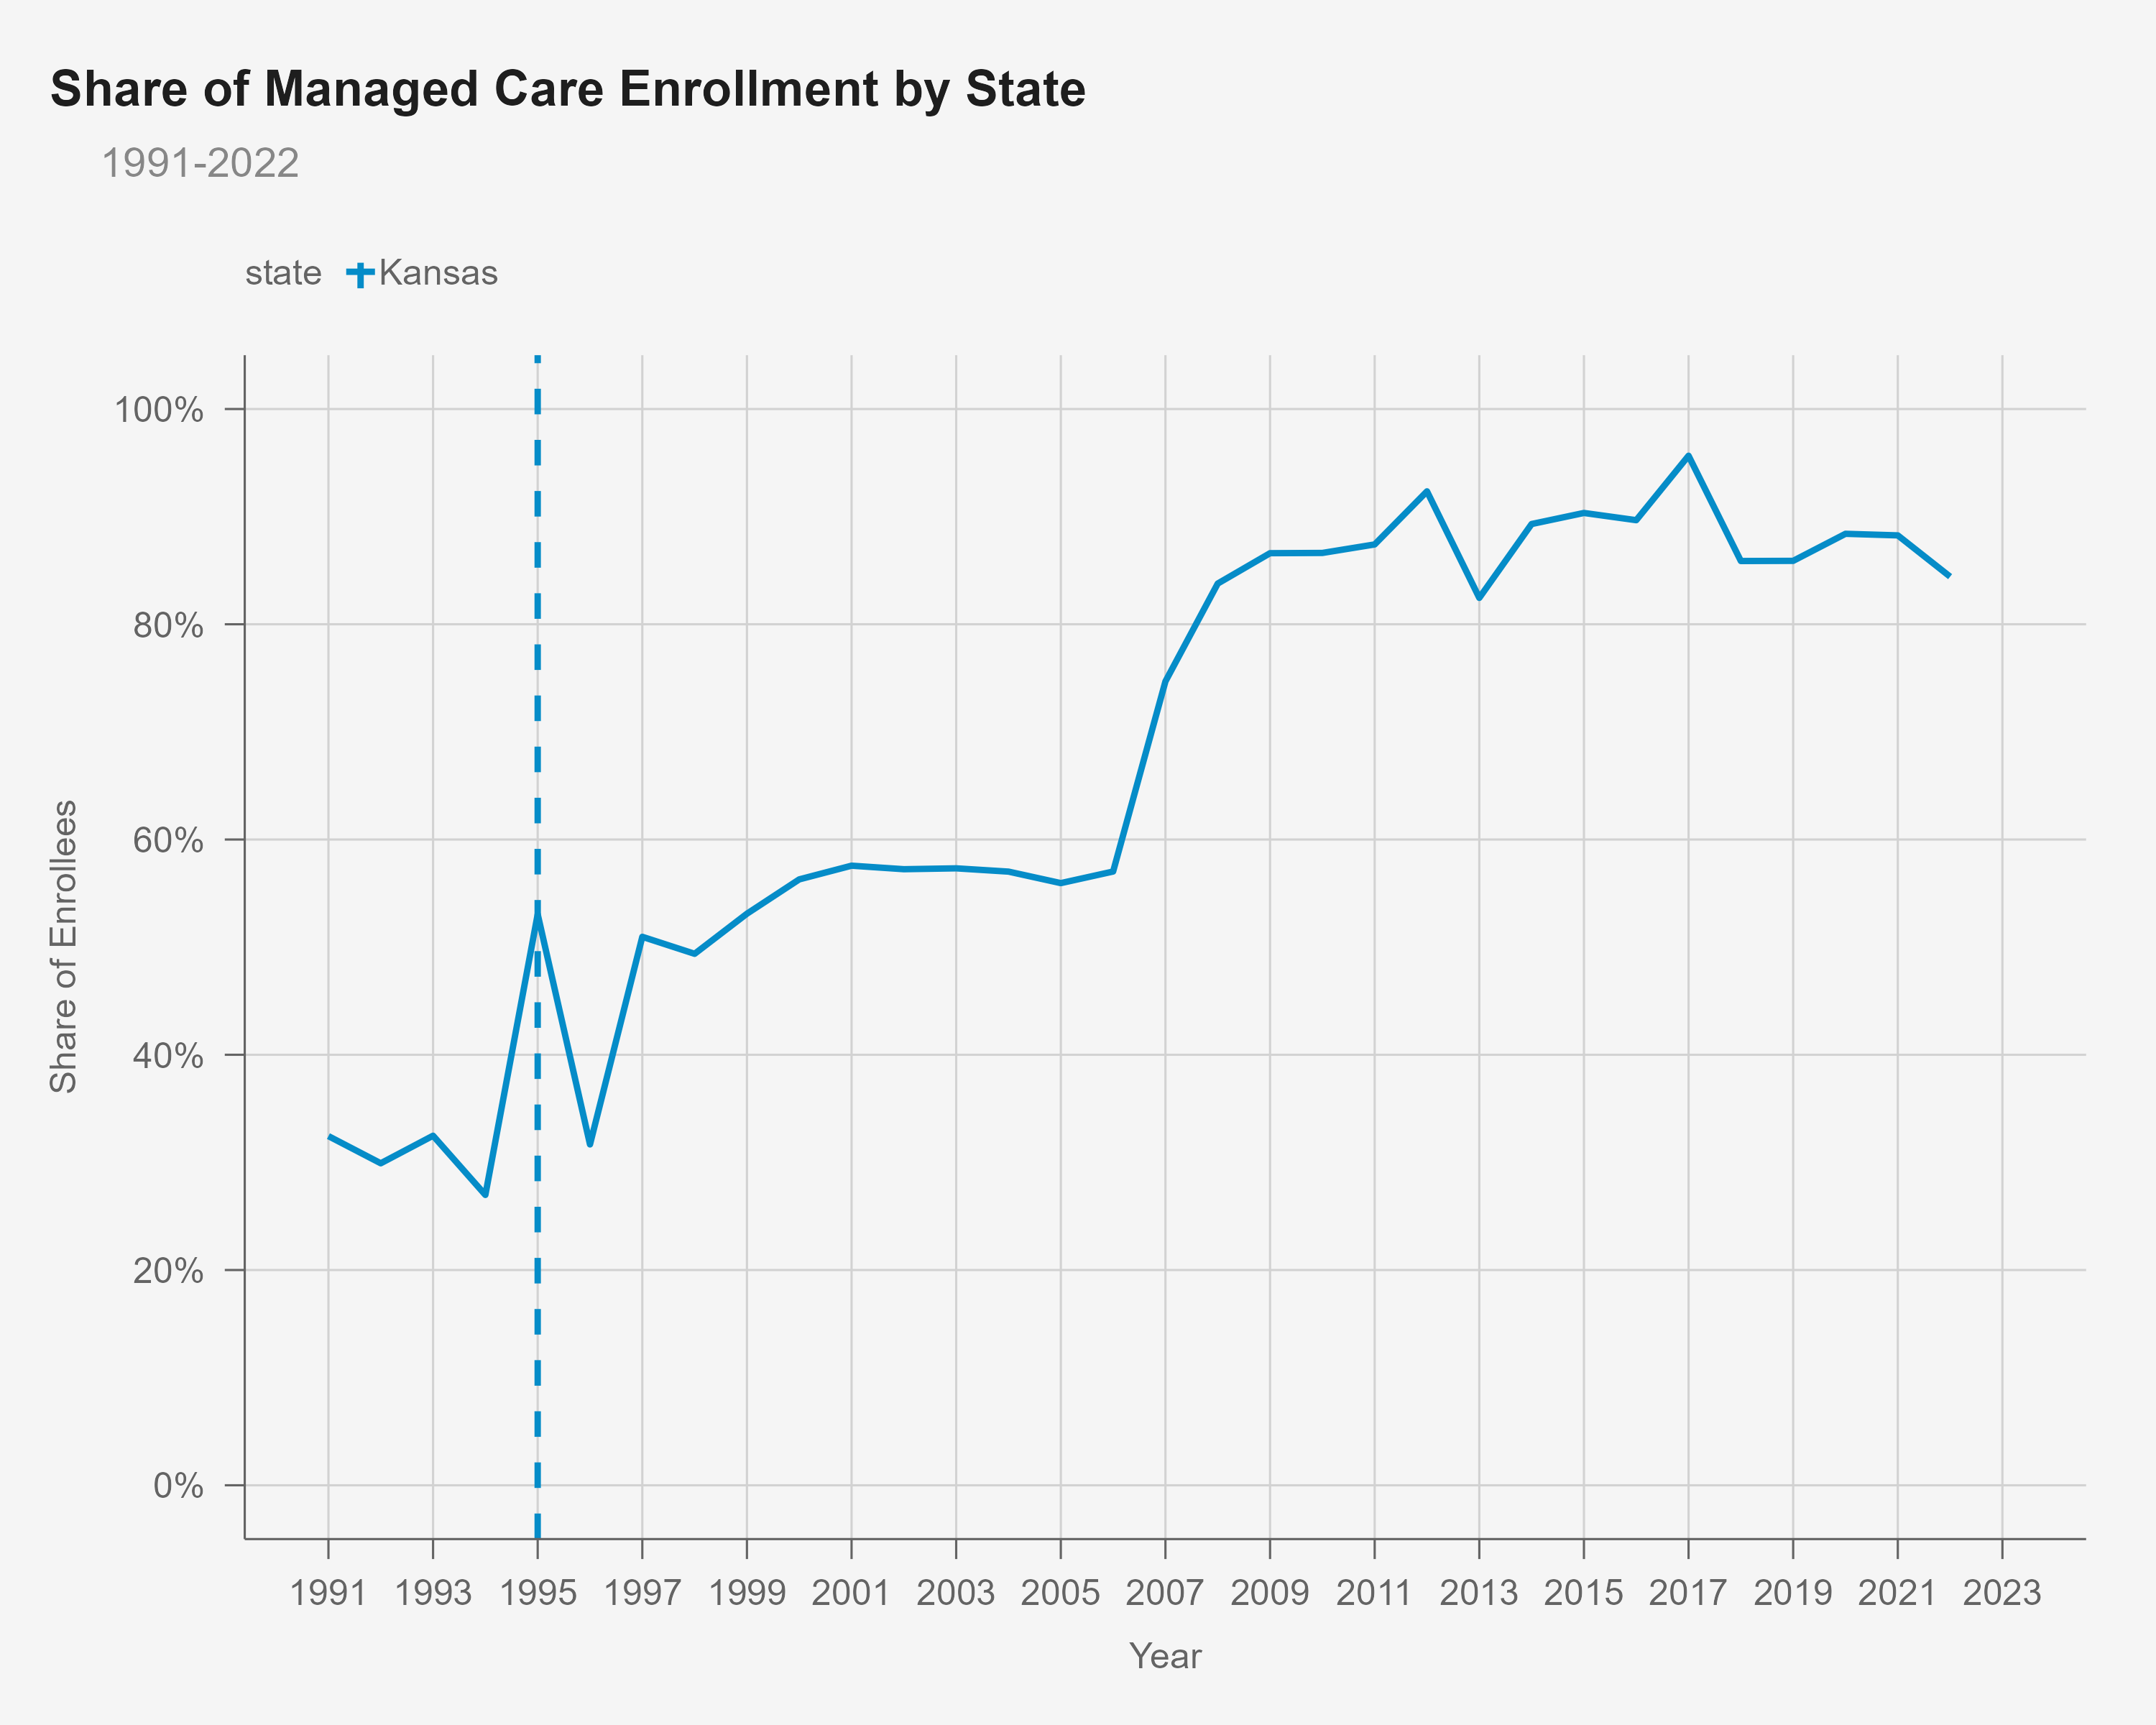 Share of Managed Care Enrollment by State
1991-2022
state Kansas
100%
80%
60%
40%
20%
0%
Share of Enrollees
1991 1993 1995 1997 1999 2001 2003 2005 2007 2009 2011 2013 2015 2017 2019 2021 2023
Year